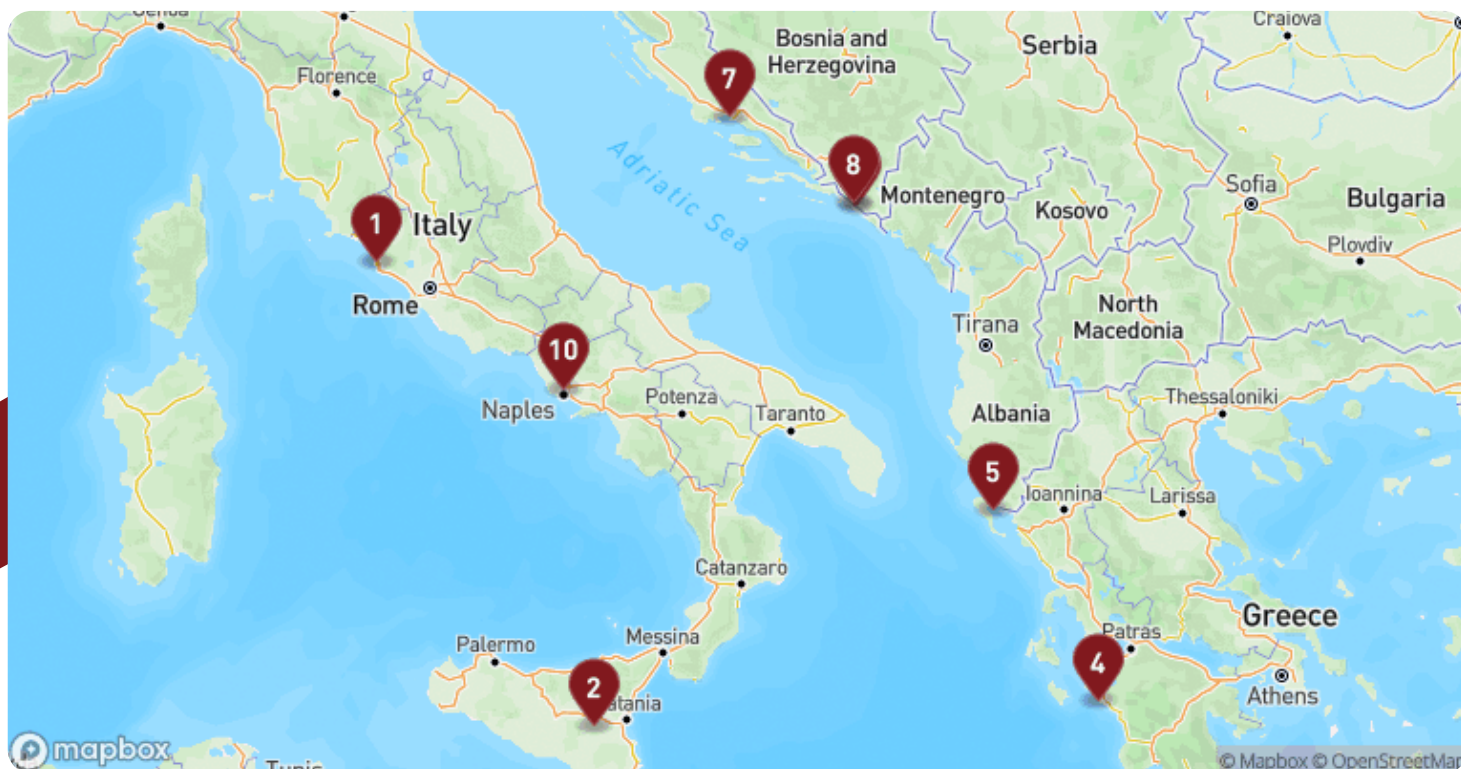 Genoa
Craiova
Bosnia and
Herzegovina
Serbia
Florence
7
Adriatic Sea
8
Montenegro
Kosovo
Sofia
Bulgaria
1
Italy
Plovdiv
Rome
North
Macedonia
Tirana
10
Naples
Potenza
Taranto
Albania
Thessaloniki
5
Ioannina
Larissa
Catanzaro
Greece
Messina
Patras
Palermo
4
2
atania
Athens
mapbox
Tunis
© Mapbox © OpenStreetMap